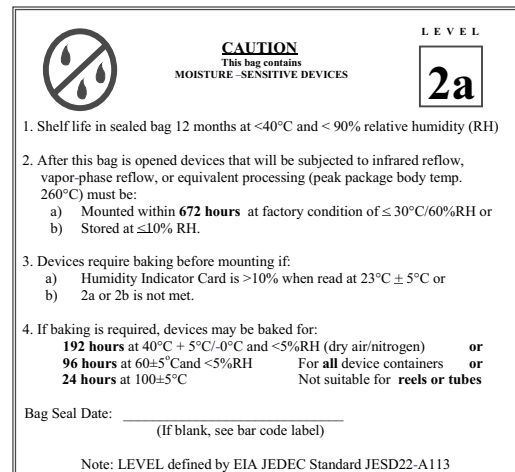 LEVEL
CAUTION
This bag contains
MOISTURE –SENSITIVE DEVICES
2a
1. Shelf life in sealed bag 12 months at <40°C and < 90% relative humidity (RH)
2. After this bag is opened devices that will be subjected to infrared reflow,
vapor-phase reflow, or equivalent processing (peak package body temp.
260°C) must be:
a) Mounted within 672 hours at factory condition of ≤ 30°C/60%RH or
b) Stored at ≤10% RH.
3. Devices require baking before mounting if:
a) Humidity Indicator Card is >10% when read at 23°C ± 5°C or
b) 2a or 2b is not met.
4. If baking is required, devices may be baked for:
192 hours at 40°C + 5°C/-0°C and <5%RH (dry air/nitrogen) or
96 hours at 60±5°Cand <5%RH For all device containers or
24 hours at 100±5°C Not suitable for reels or tubes
Bag Seal Date: ______________________________
(If blank, see bar code label)
Note: LEVEL defined by EIA JEDEC Standard JESD22-A113